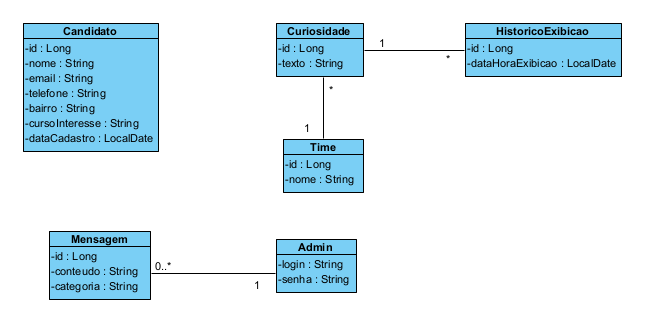 Candidato
-id : Long
-nome : String
-email : String
-telefone : String
-bairro : String
-cursoInteresse : String
-dataCadastro : LocalDate
Curiosidade
-id : Long
-texto : String
1
*
HistoricoExibicao
-id : Long
-dataHoraExibicao : LocalDate
*
1
Time
-id : Long
-nome : String
Mensagem
-id : Long
-conteudo : String
-categoria : String
0..*
1
Admin
-login : String
-senha : String